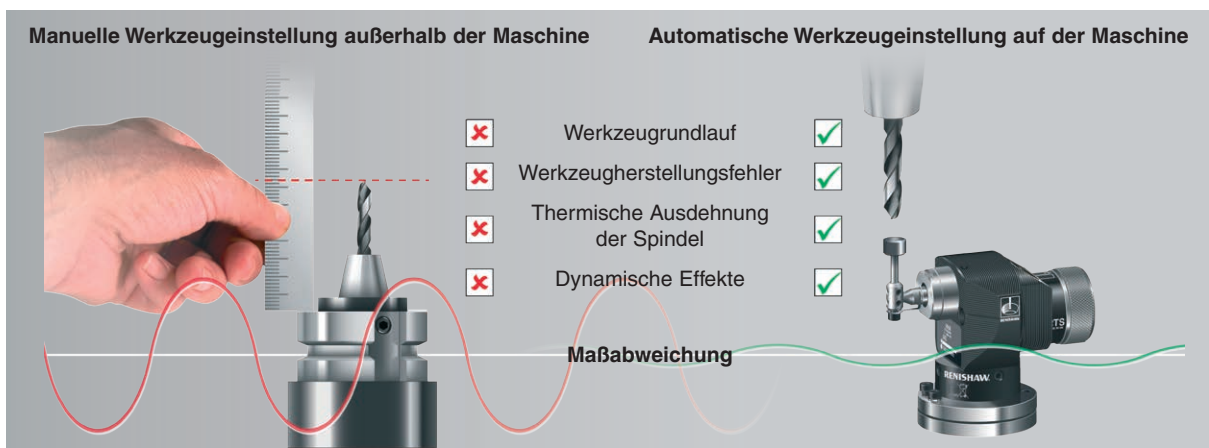 Manuelle Werkzeugeinstellung außerhalb der Maschine
Automatische Werkzeugeinstellung auf der Maschine
Werkzeugrundlauf
Werkzeugherstellungsfehler
Thermische Ausdehnung
der Spindel
Dynamische Effekte
Maßabweichung
RENISHAW
RENISHAW